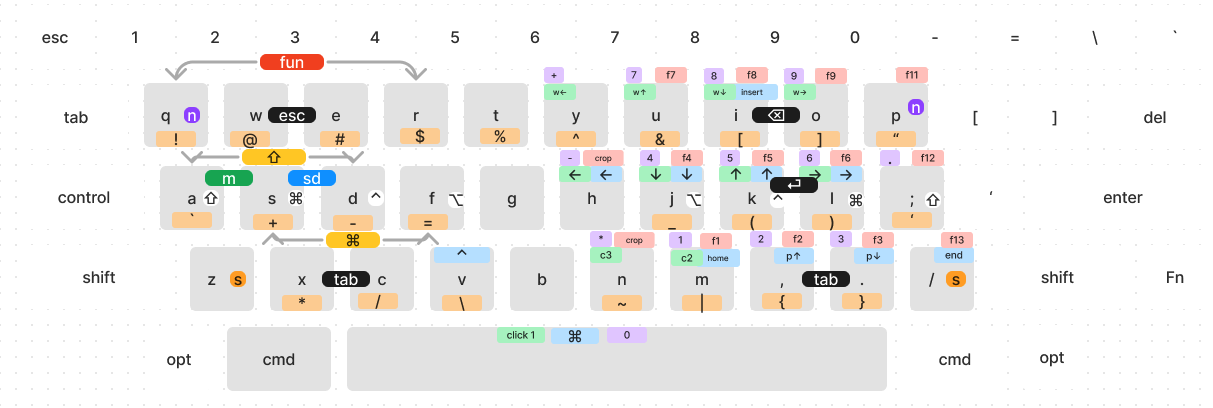 esc 1 2 3 4 5 6 7 8 9 0 - = \ `
fun
+ 7 f7 8 f8 9 f9 f11
w← w↑ w↓ insert w→
tab q n w esc e r t y u i ⌫ o p n [ ] del
! @ # $ % ^ & [ ] “
⇧ - crop 4 f4 5 f5 6 f6 . f12
m sd ← ← ↓ ↓ ↑ ↑ → →
control a ⇧ s ⌘ d ^ f ⌥ g h j ⌥ k ^ ↵ l ⌘ ; ⇧ ‘ enter
` + - = _ ( ) ‘
⌘ * crop 1 f1 2 f2 3 f3 f13
^ c3 c2 home p↑ p↓ end
shift z s x tab c v b n m , tab . / s shift Fn
* / \ ~ | { }
click 1 ⌘ 0
opt cmd cmd opt